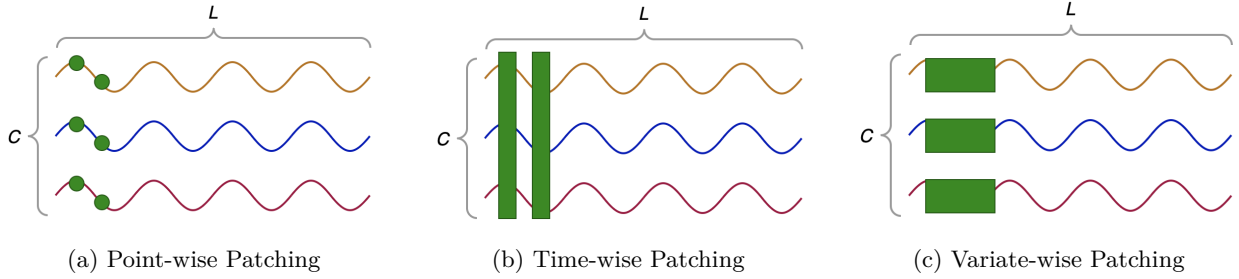 L
C
(a) Point-wise Patching
L
C
(b) Time-wise Patching
L
C
(c) Variate-wise Patching